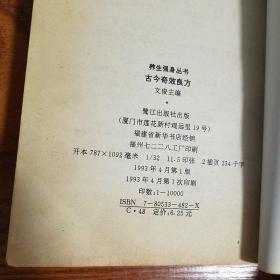 养生强身丛书
古今奇效良方
文俊主编
鹭江出版社出版
(厦门市莲花新村观远里19号)
福建省新华书店经销
福州七二二八工厂印刷
开本787×1092毫米 1/32 11.5印张 2插页 234千字
1993年4月第1版
1993年4月第1次印刷
印数:1-10000
ISBN 7-80533-482-X
C·48 定价:6.25元